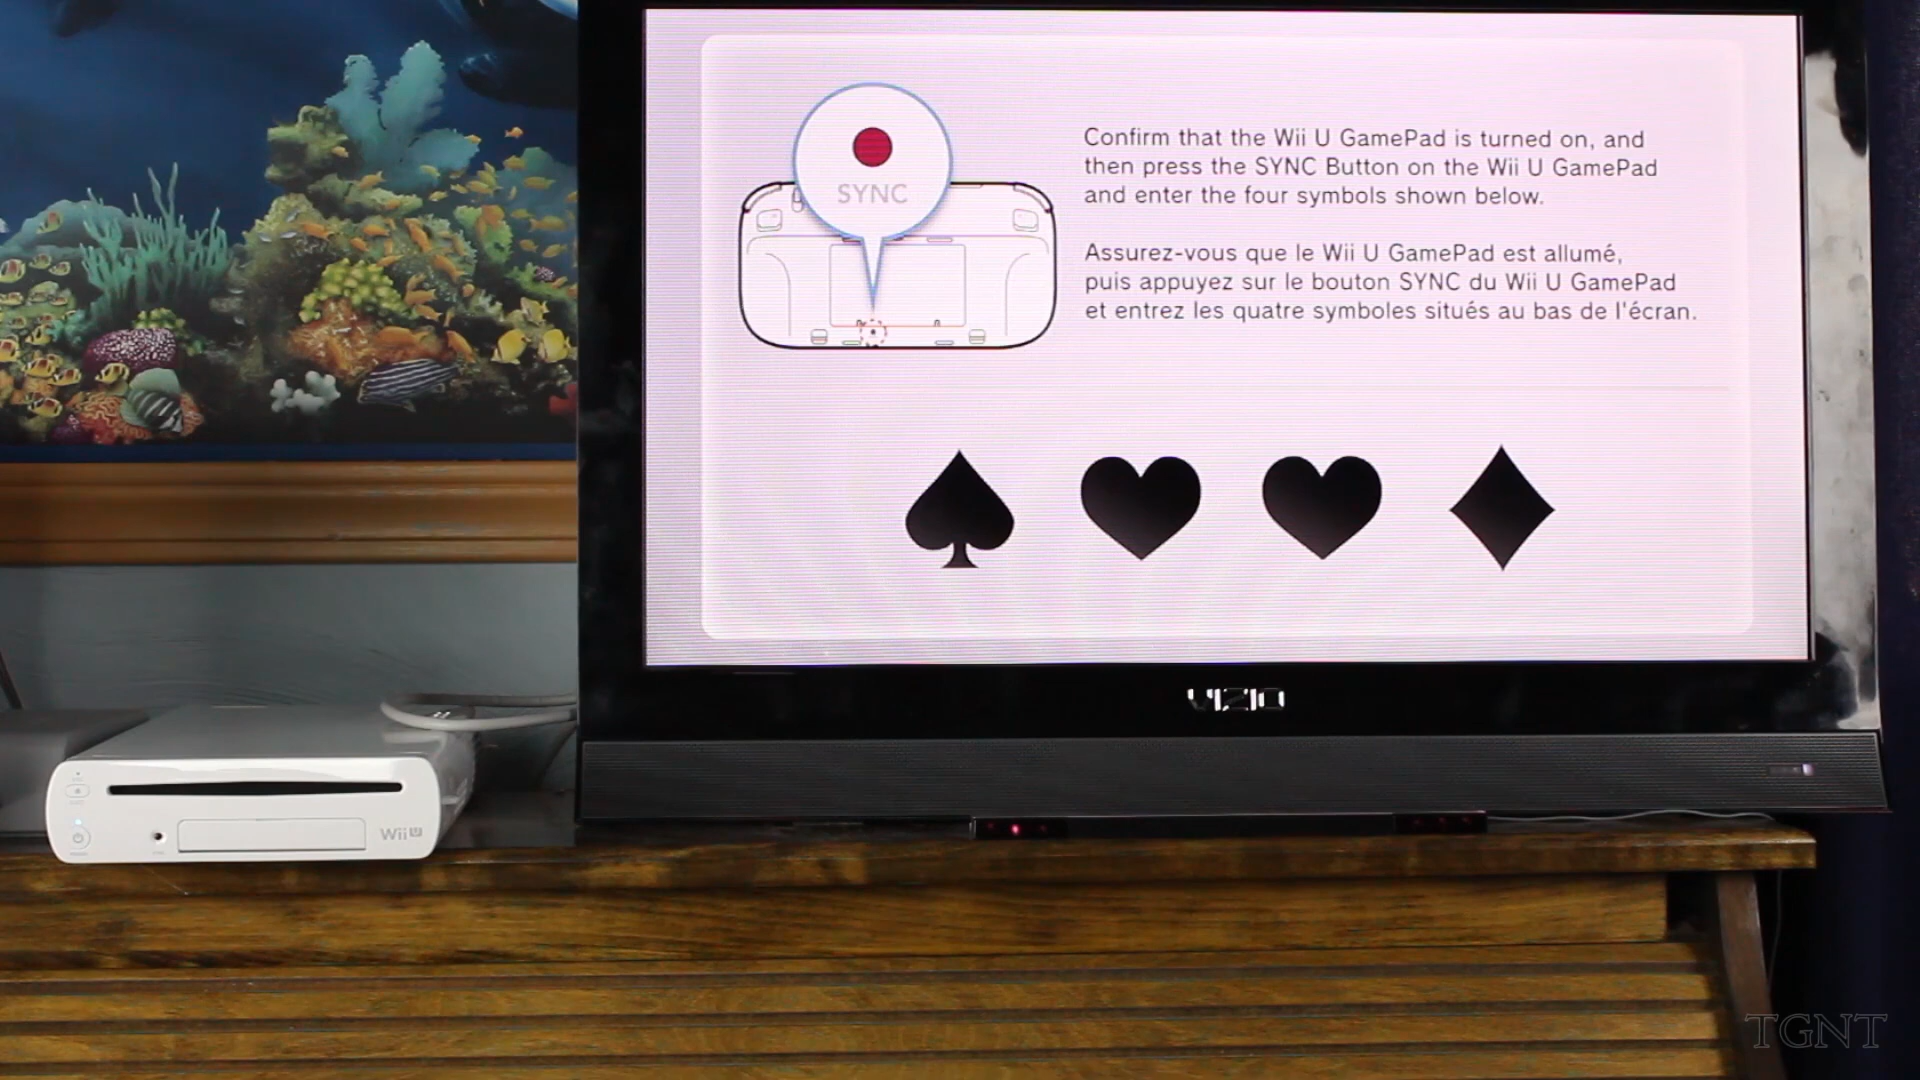 SYNC
Confirm that the Wii U GamePad is turned on, and
then press the SYNC Button on the Wii U GamePad
and enter the four symbols shown below.
Assurez-vous que le Wii U GamePad est allumé,
puis appuyez sur le bouton SYNC du Wii U GamePad
et entrez les quatre symboles situés au bas de l'écran.
VIZIO
Wii U
TGNT